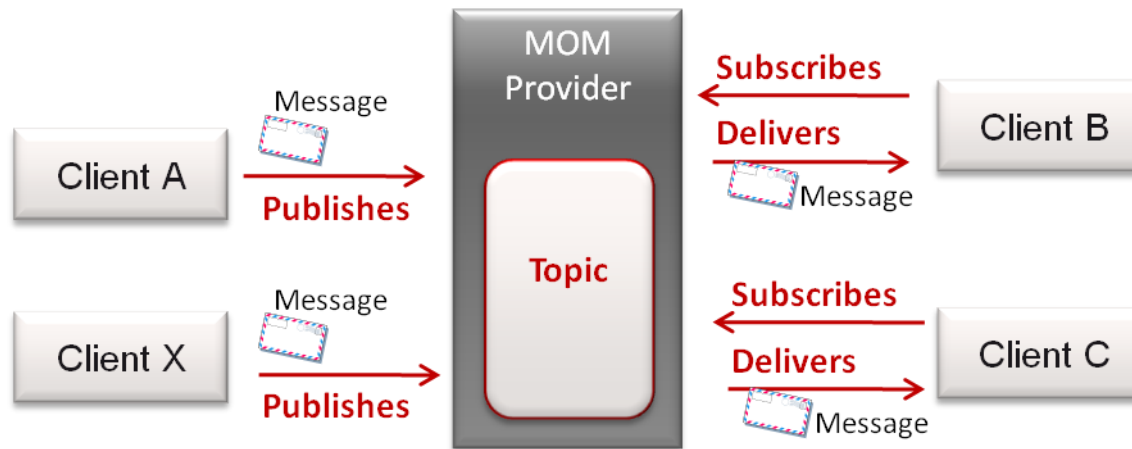 MOM
Provider
Message
Client A
Publishes
Message
Client X
Publishes
Topic
Subscribes
Delivers
Message
Client B
Subscribes
Delivers
Message
Client C